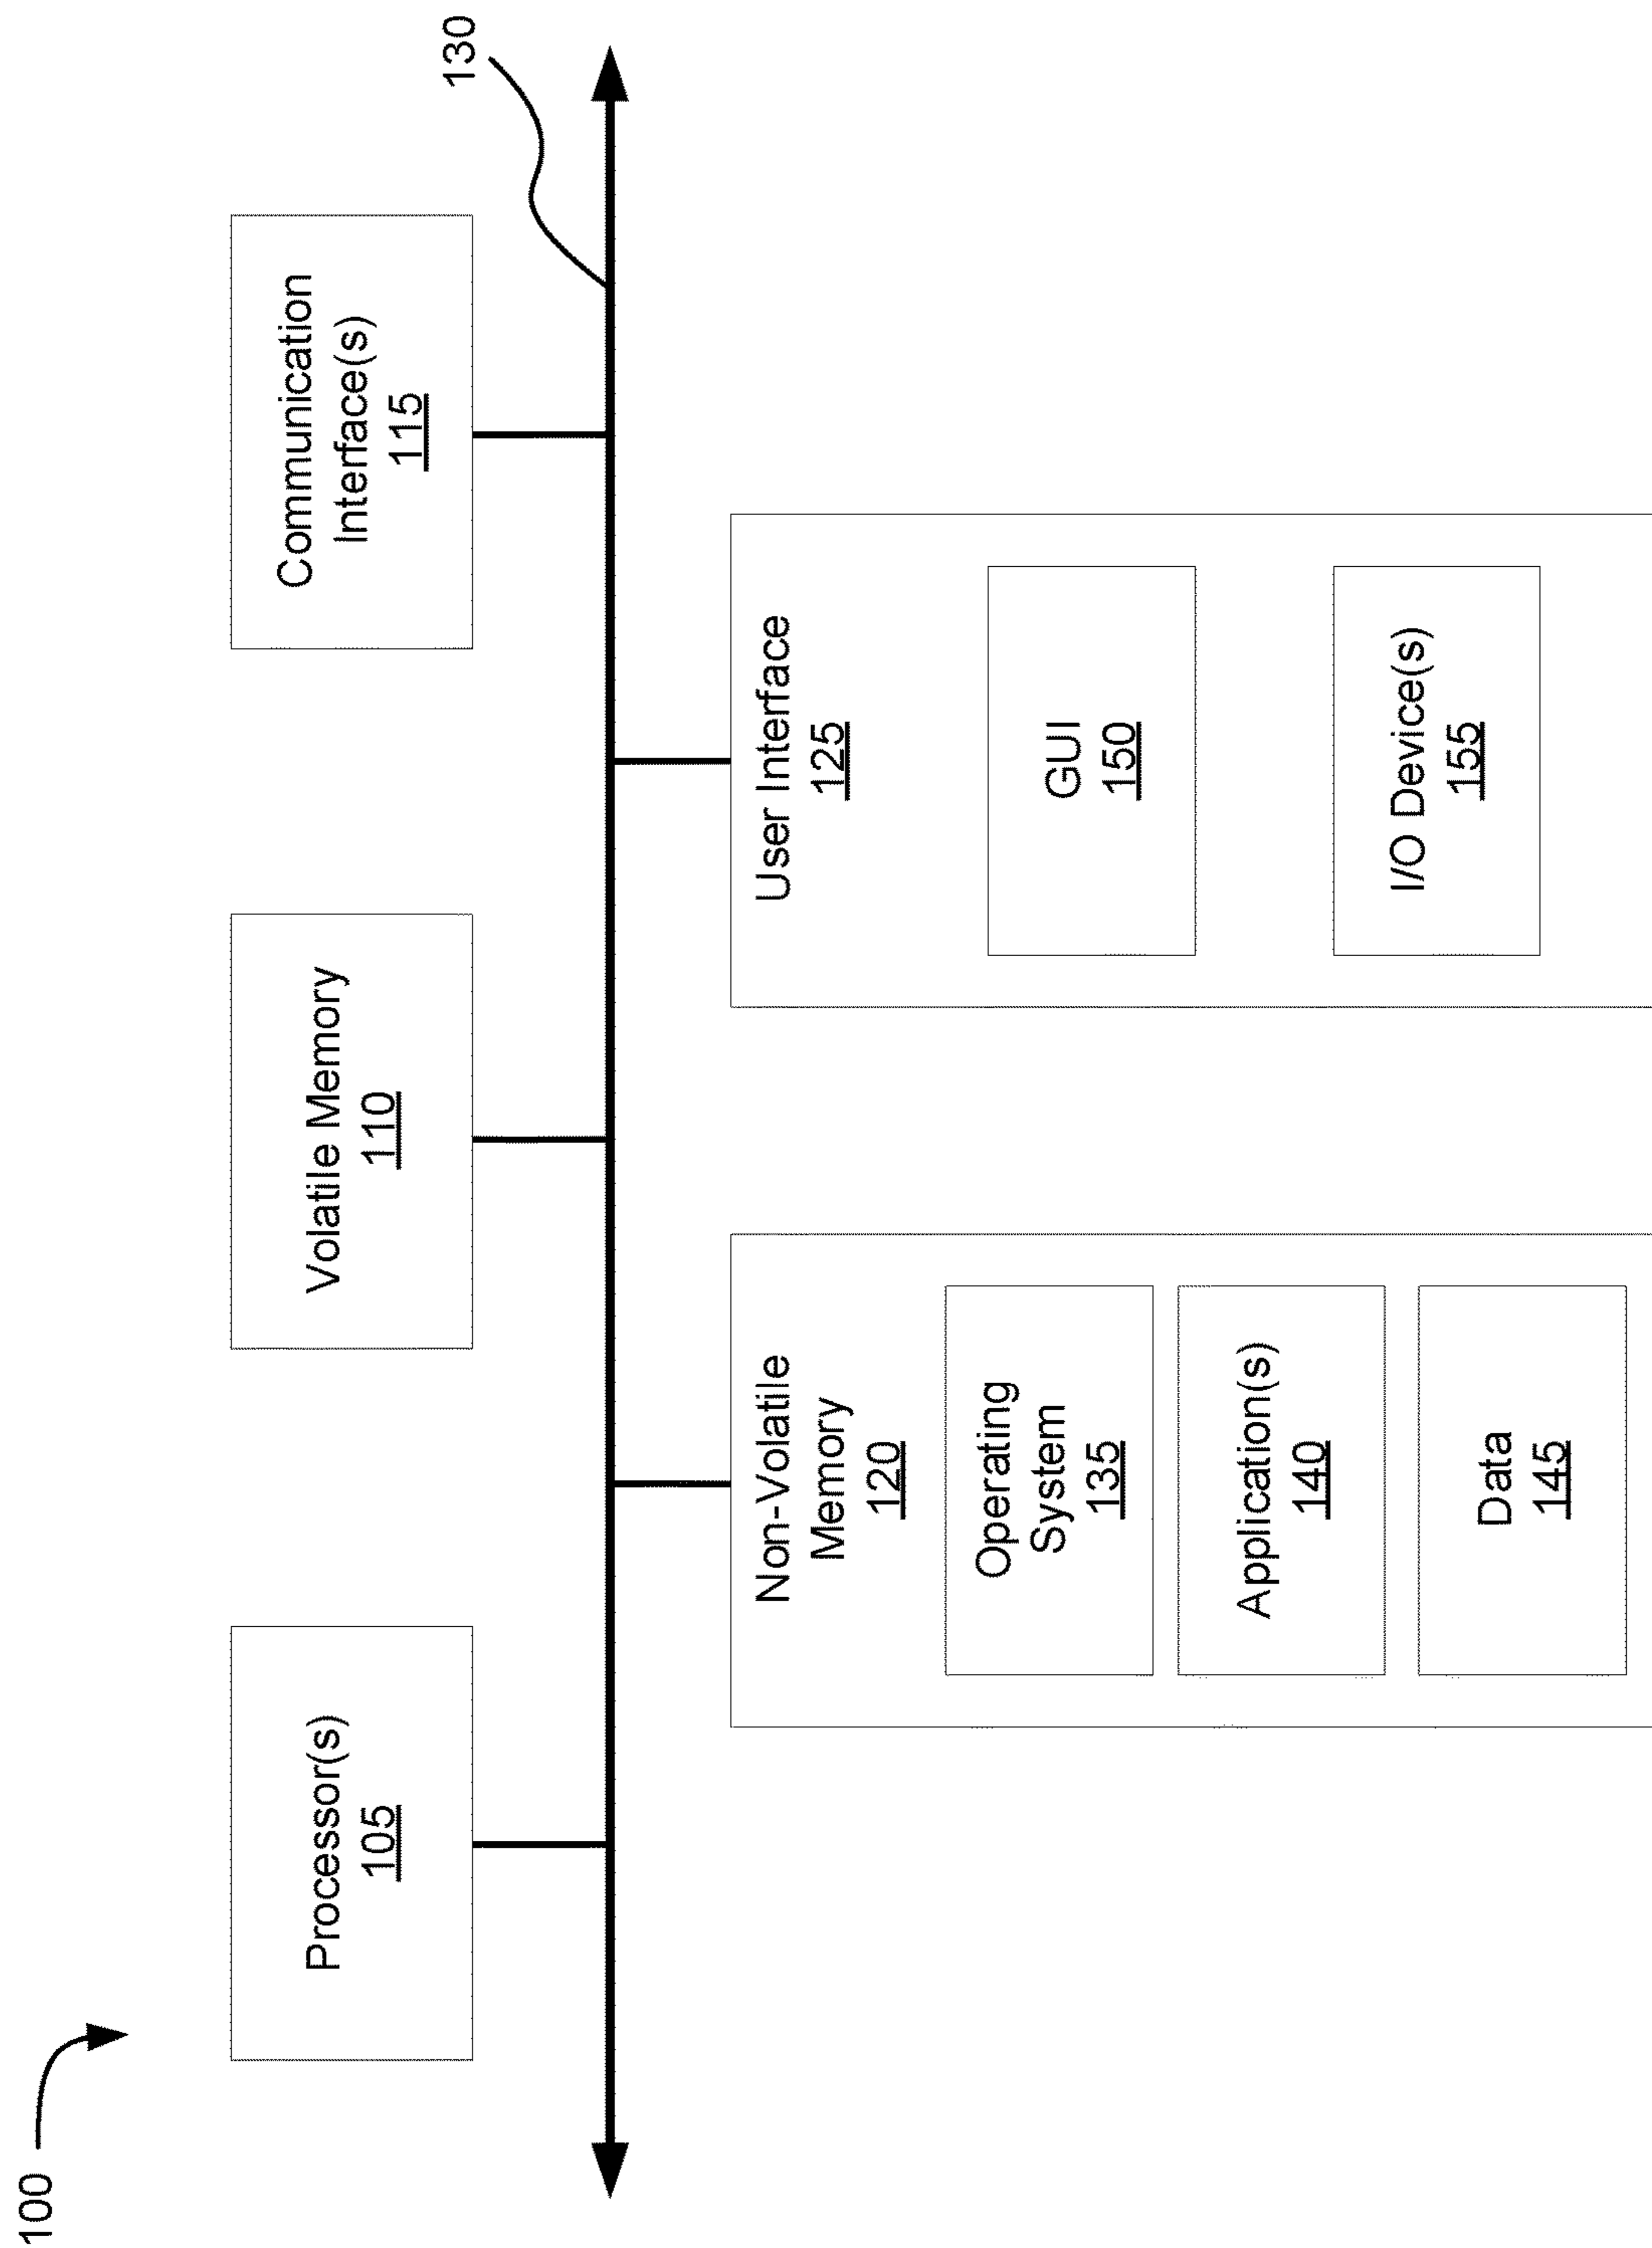 100
Processor(s)
105
Volatile Memory
110
Communication
Interface(s)
115
130
Non-Volatile
Memory
120
Operating
System
135
Application(s)
140
Data
145
User Interface
125
GUI
150
I/O Device(s)
155